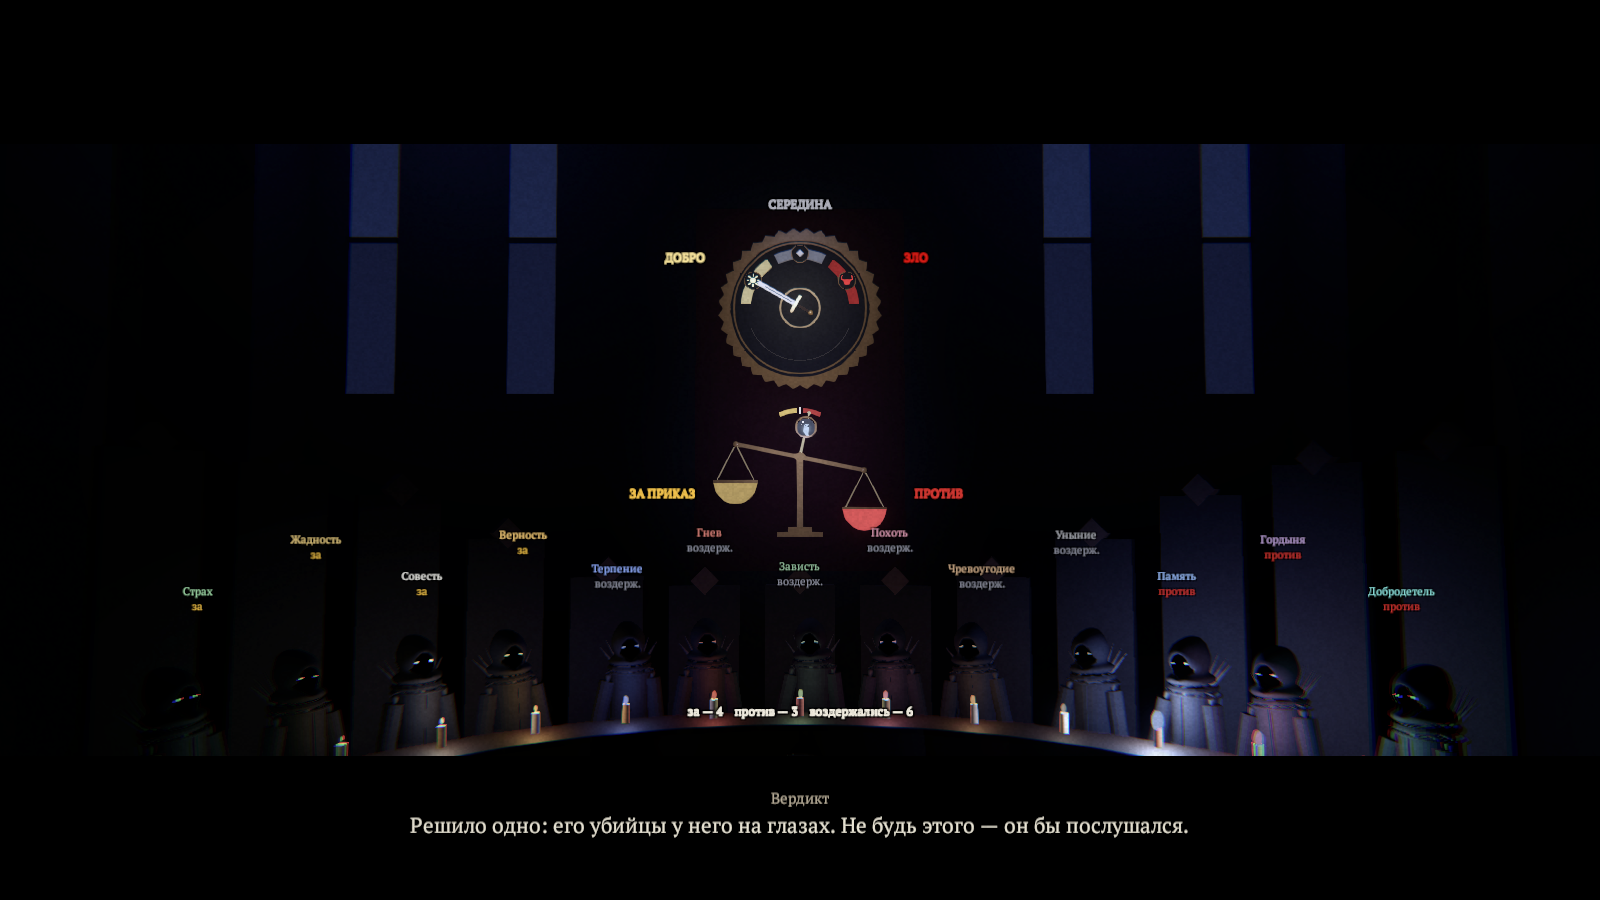 СЕРЕДИНА
ДОБРО
ЗЛО
ЗА ПРИКАЗ
ПРОТИВ
Страх
за
Жадность
за
Совесть
за
Верность
за
Терпение
воздерж.
Гнев
воздерж.
Зависть
воздерж.
Похоть
воздерж.
Чревоугодие
воздерж.
Уныние
воздерж.
Память
против
Гордыня
против
Добродетель
против
за — 4 против — 3 воздержались — 6
Вердикт
Решило одно: его убийцы у него на глазах. Не будь этого — он бы послушался.